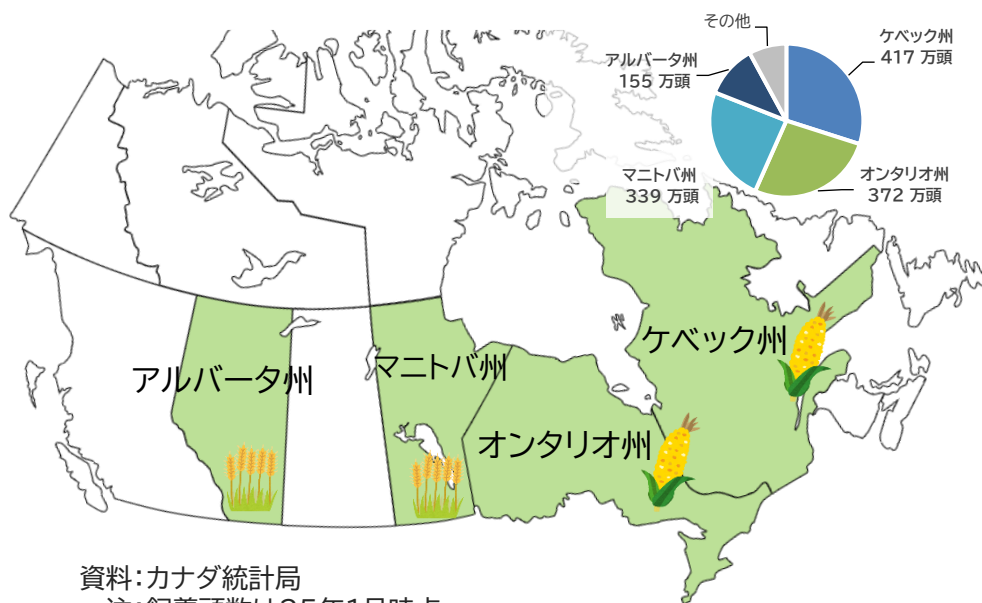 その他
ケベック州
417 万頭
アルバータ州
155 万頭
マニトバ州
339 万頭
オンタリオ州
372 万頭
ケベック州
アルバータ州
マニトバ州
オンタリオ州
資料：カナダ統計局